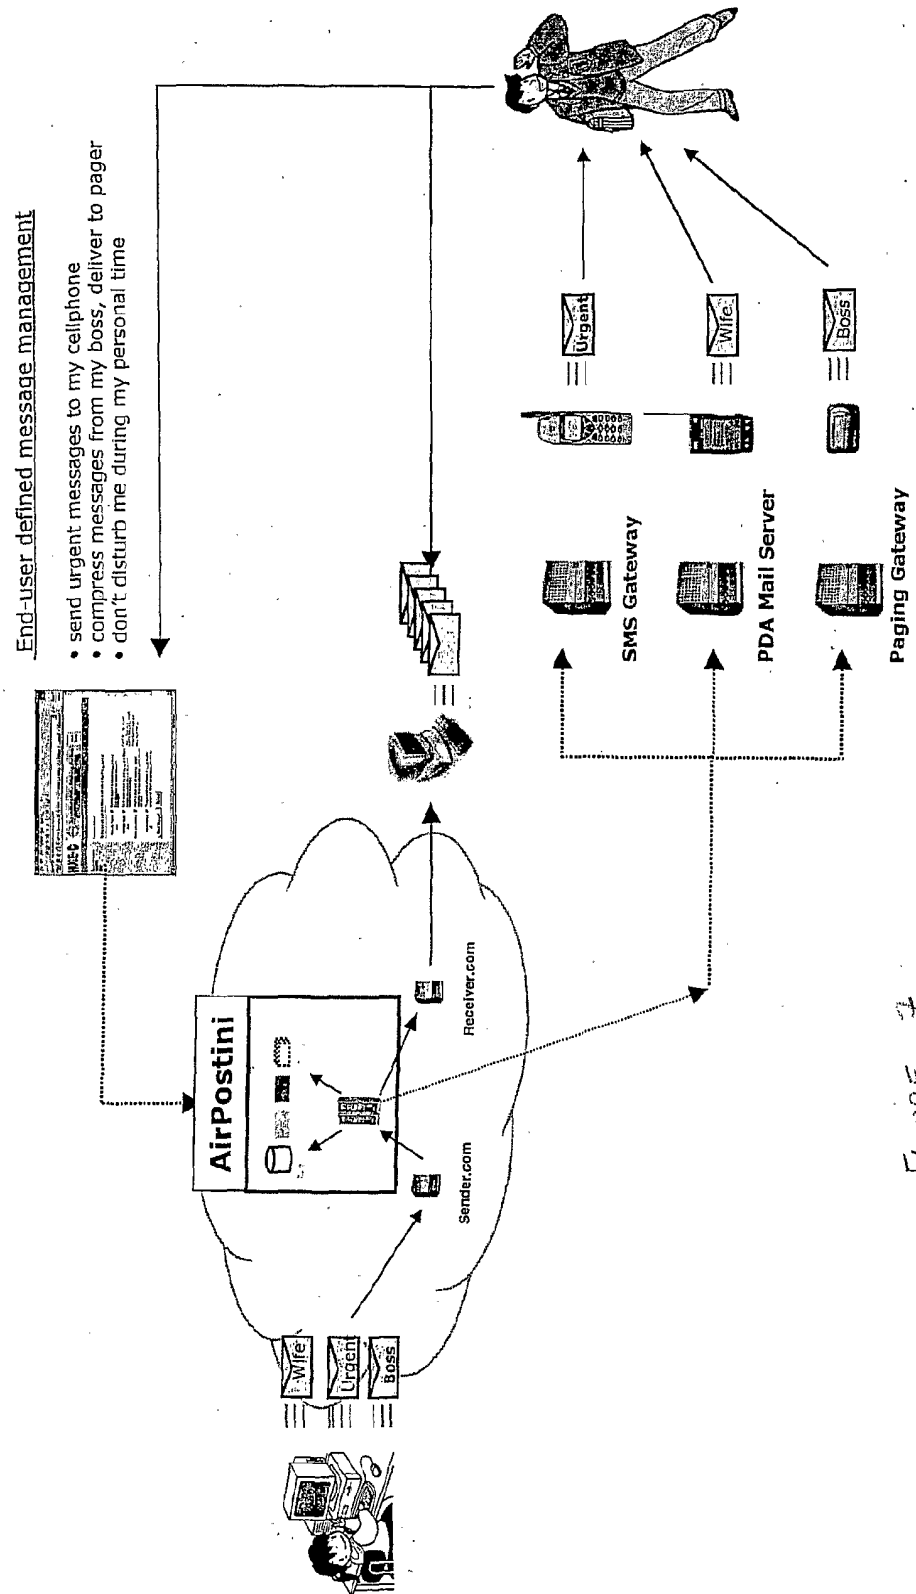 End-user defined message management
• send urgent messages to my cellphone
• compress messages from my boss, deliver to pager
• don't disturb me during my personal time
AirPostini
Wife
Urgent
Boss
Sender.com
Receiver.com
SMS Gateway
PDA Mail Server
Paging Gateway
Urgent
Wife
Boss